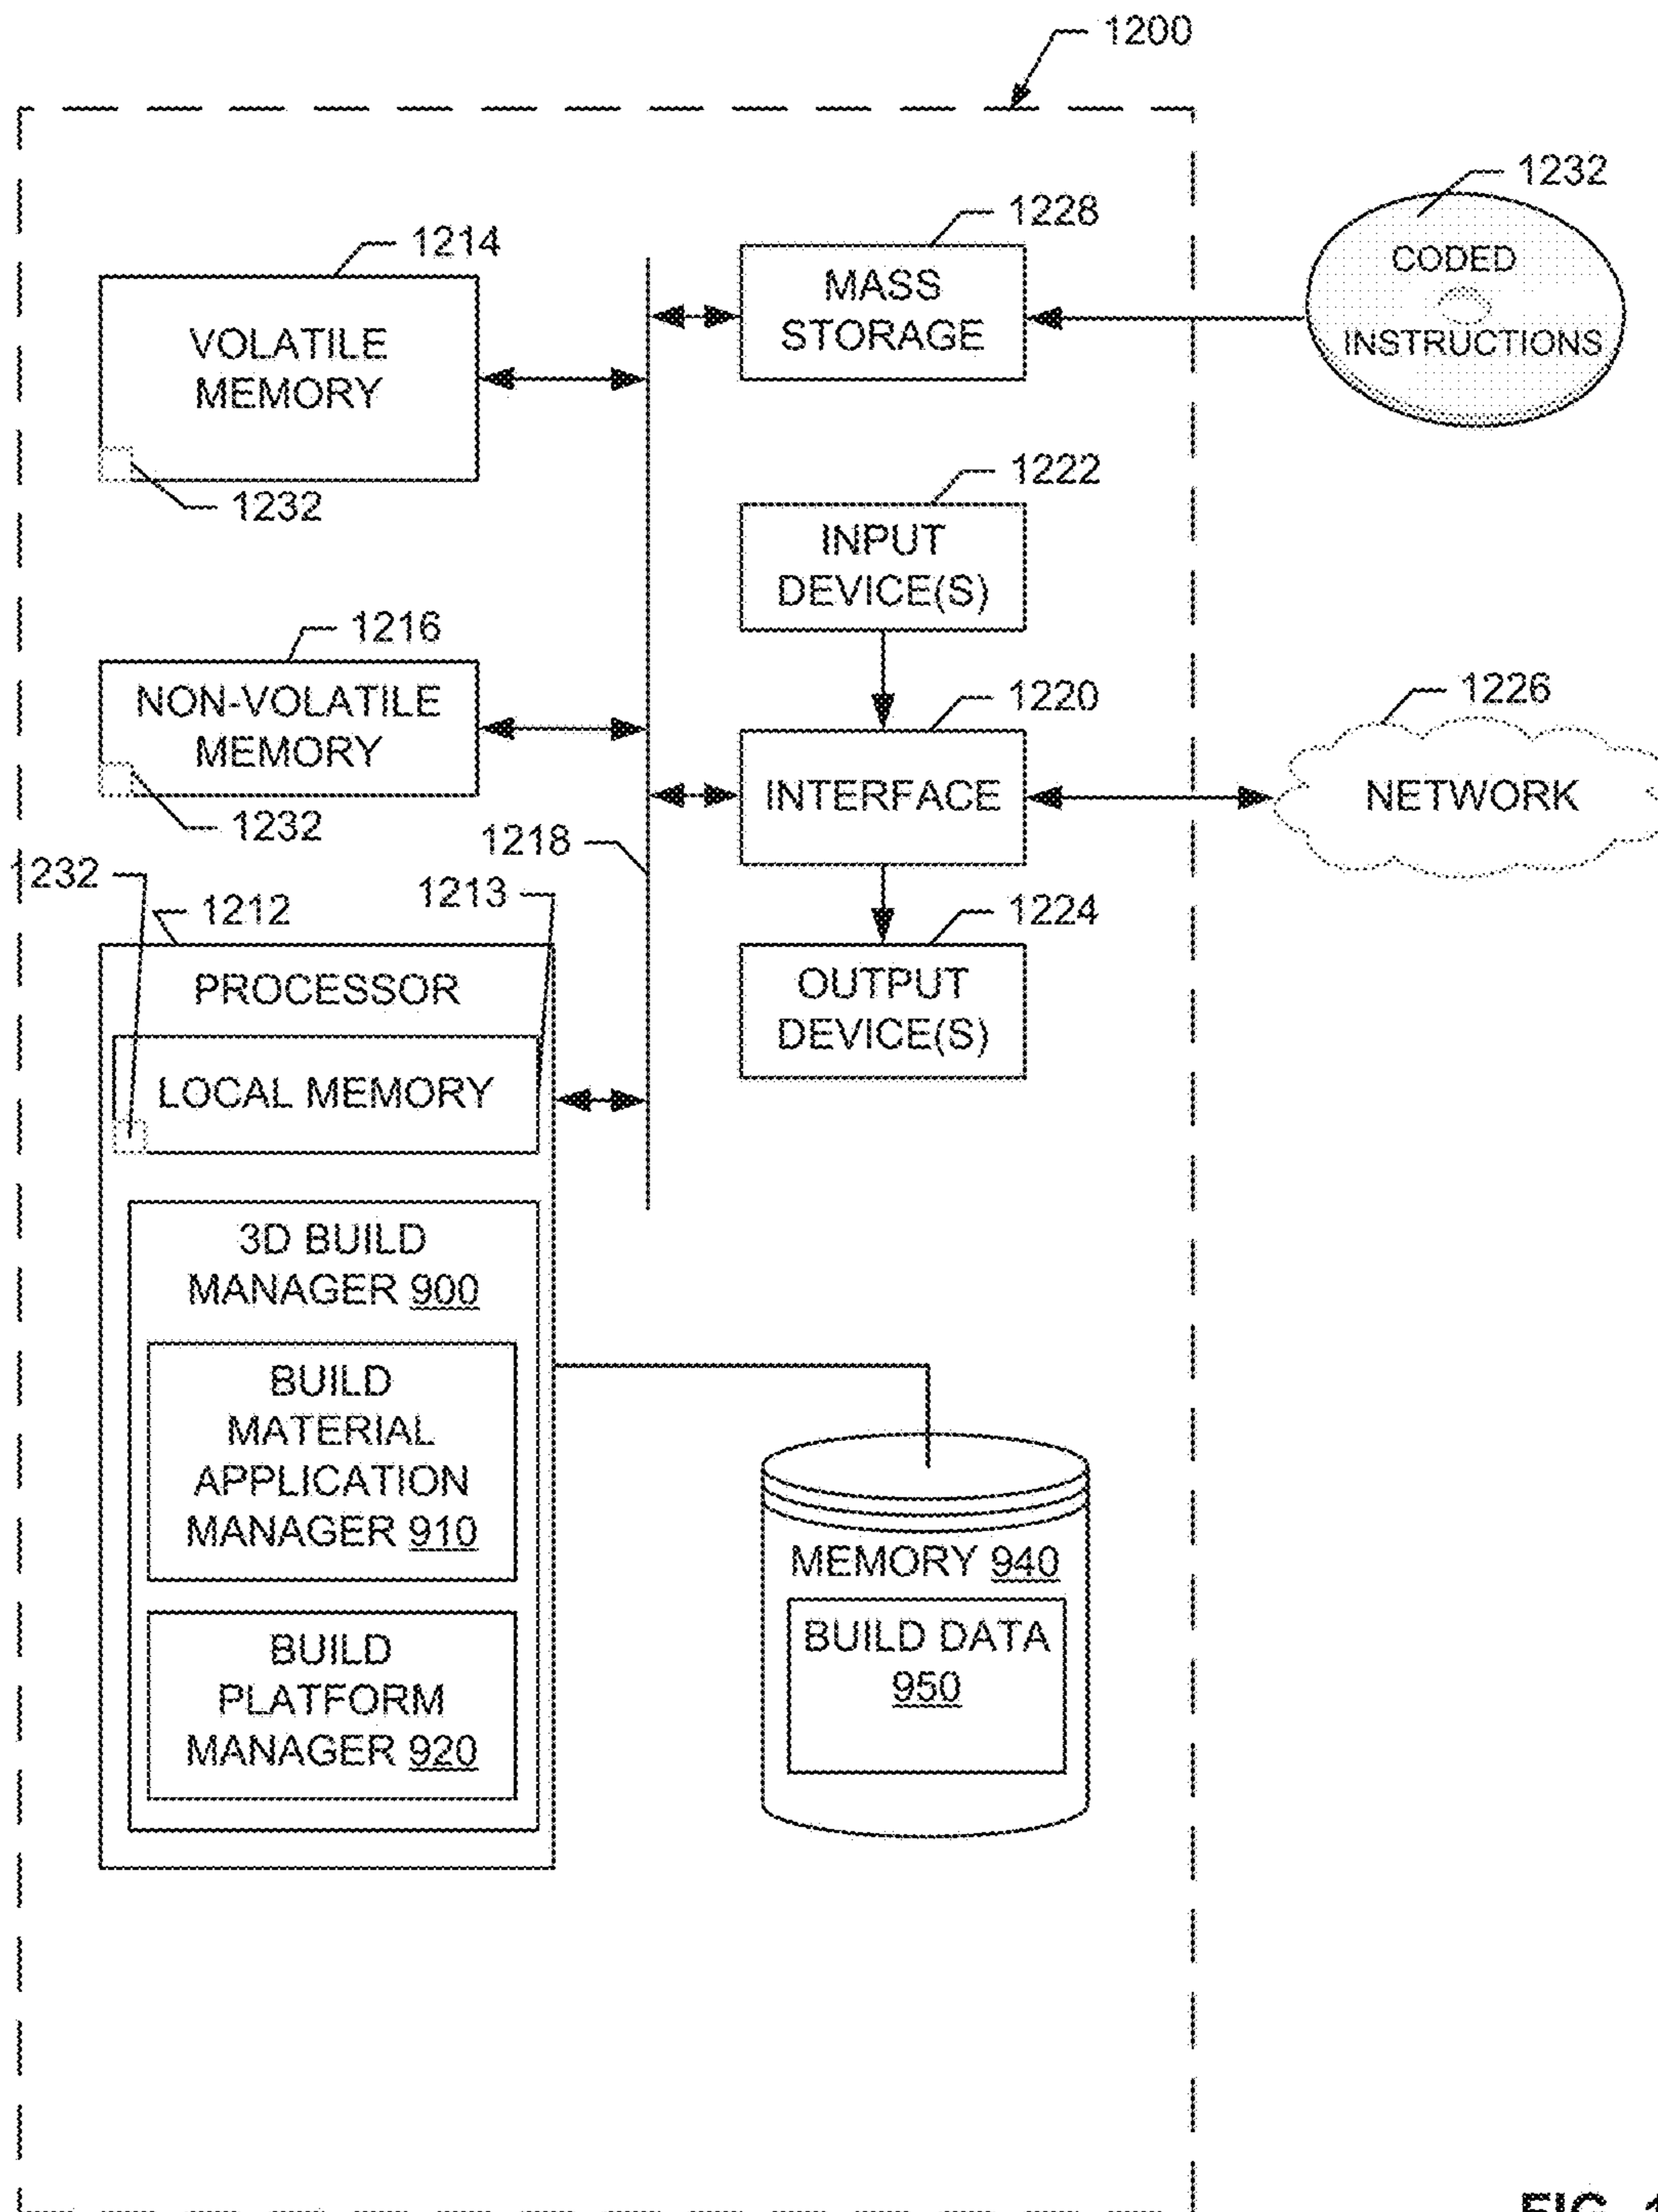 1200
1232
CODED
INSTRUCTIONS
1214
VOLATILE
MEMORY
1232
1228
MASS
STORAGE
1222
INPUT
DEVICE(S)
1216
NON-VOLATILE
MEMORY
1232
1220
INTERFACE
1226
NETWORK
1218
1232
1212
1213
1224
OUTPUT
DEVICE(S)
PROCESSOR
LOCAL MEMORY
3D BUILD
MANAGER 900
BUILD
MATERIAL
APPLICATION
MANAGER 910
BUILD
PLATFORM
MANAGER 920
MEMORY 940
BUILD DATA
950